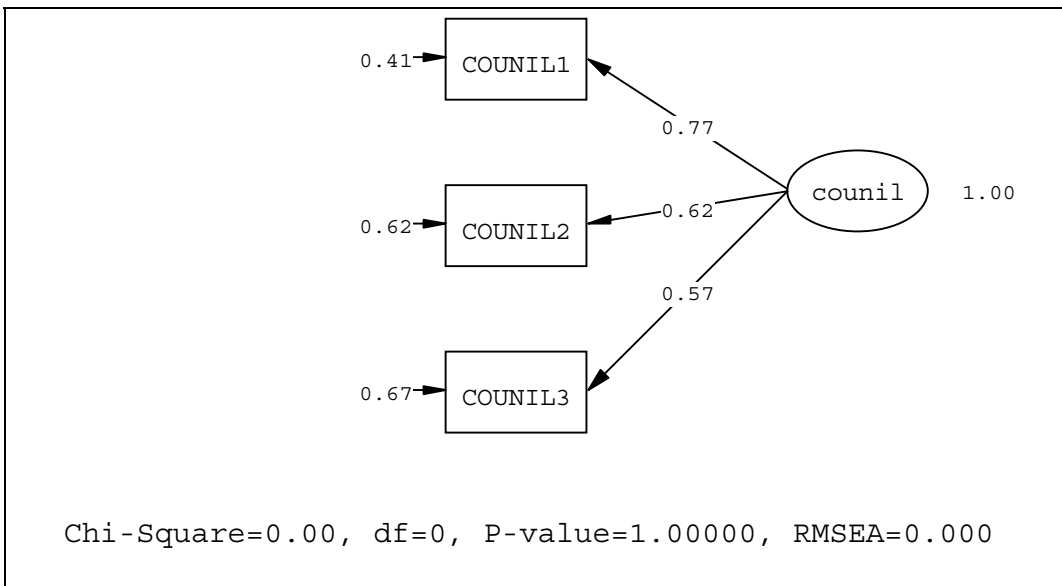 0.41 COUNIL1
0.77
counil 1.00
0.62 COUNIL2 0.62
0.57
0.67 COUNIL3
Chi-Square=0.00, df=0, P-value=1.00000, RMSEA=0.000